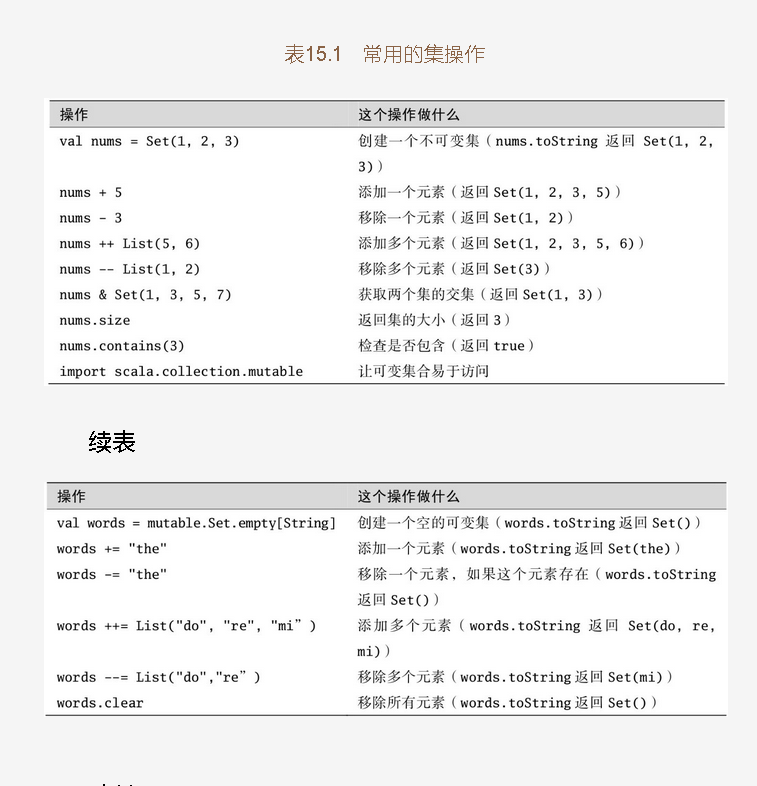 表15.1 常用的集操作
操作 这个操作做什么
val nums = Set(1, 2, 3) 创建一个不可变集（nums.toString 返回 Set(1, 2,
3)）
nums + 5 添加一个元素（返回 Set(1, 2, 3, 5)）
nums - 3 移除一个元素（返回 Set(1, 2)）
nums ++ List(5, 6) 添加多个元素（返回 Set(1, 2, 3, 5, 6)）
nums -- List(1, 2) 移除多个元素（返回 Set(3)）
nums & Set(1, 3, 5, 7) 获取两个集的交集（返回 Set(1, 3)）
nums.size 返回集的大小（返回 3）
nums.contains(3) 检查是否包含（返回 true）
import scala.collection.mutable 让可变集合易于访问
续表
操作 这个操作做什么
val words = mutable.Set.empty[String] 创建一个空的可变集（words.toString 返回 Set()）
words += "the" 添加一个元素（words.toString 返回 Set(the)）
words -= "the" 移除一个元素，如果这个元素存在（words.toString
返回 Set()）
words ++= List("do", "re", "mi”) 添加多个元素（words.toString 返回 Set(do, re,
mi)）
words --= List("do","re”) 移除多个元素（words.toString 返回 Set(mi)）
words.clear 移除所有元素（words.toString 返回 Set()）